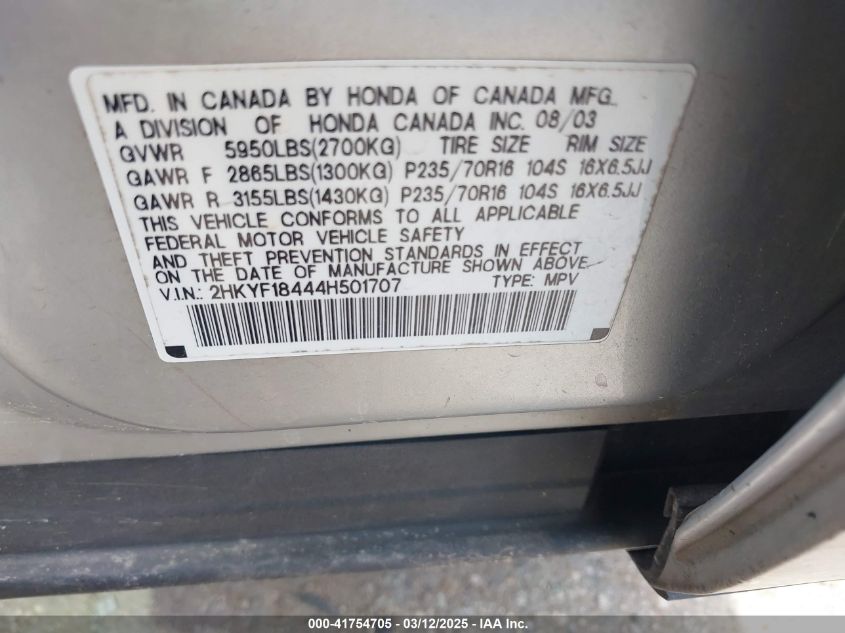 MFD. IN CANADA BY HONDA OF CANADA MFG.,
A DIVISION OF HONDA CANADA INC. 08/03
GVWR 5950LBS(2700KG) TIRE SIZE RIM SIZE
GAWR F 2865LBS(1300KG) P235/70R16 104S 16X6.5JJ
GAWR R 3155LBS(1430KG) P235/70R16 104S 16X6.5JJ
THIS VEHICLE CONFORMS TO ALL APPLICABLE
FEDERAL MOTOR VEHICLE SAFETY
AND THEFT PREVENTION STANDARDS IN EFFECT
ON THE DATE OF MANUFACTURE SHOWN ABOVE.
V.I.N.: 2HKYF18444H501707 TYPE: MPV
000-41754705 - 03/12/2025 - IAA Inc.